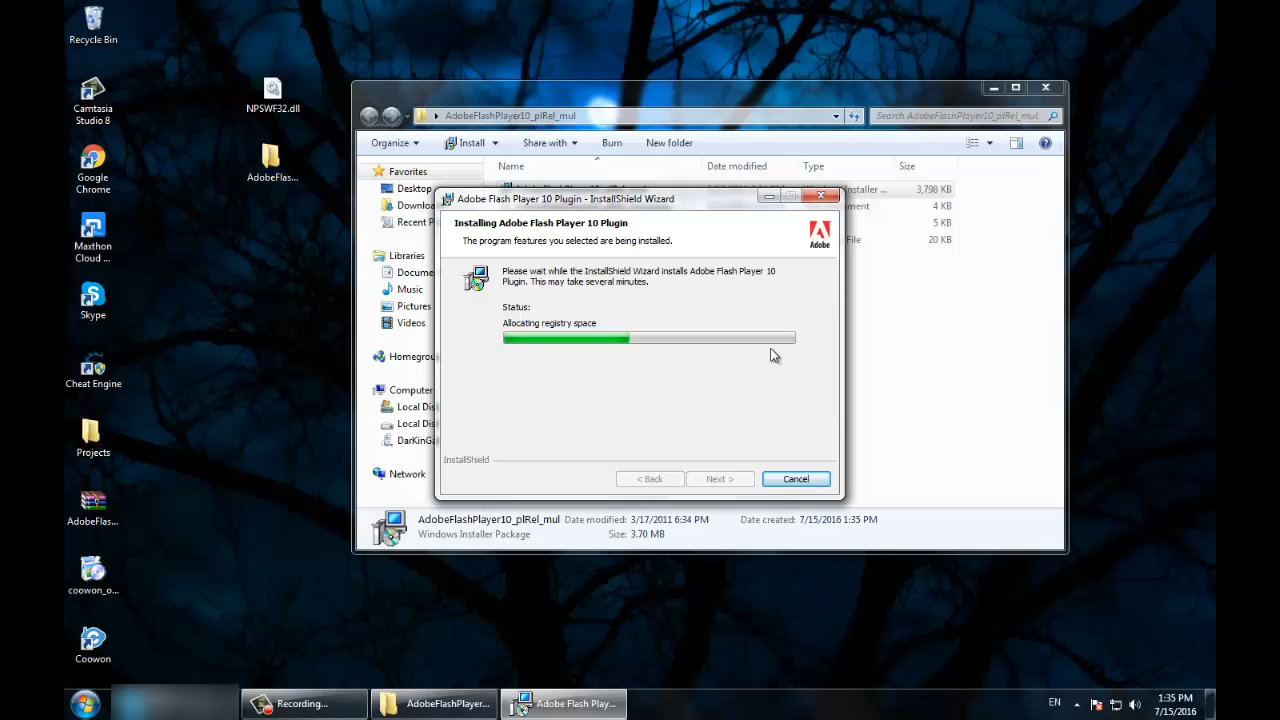 Recycle Bin
Camtasia
Studio 8
NPSWF32.dll
Google
Chrome
AdobeFlas...
Maxthon
Cloud ...
Skype
Cheat Engine
Projects
AdobeFlas...
coowon_o...
Coowon
AdobeFlashPlayer10_plRel_mul
Search AdobeFlashPlayer10_plRel_mul
Organize
Install
Share with
Burn
New folder
Name
Date modified
Type
Size
Favorites
Desktop
Downloa
Recent P
Libraries
Docume
Music
Pictures
Videos
Homegrou
Computer
Local Dis
Local Dis
DarKinGa
Network
nstaller ...
3,798 KB
ument
4 KB
5 KB
File
20 KB
Adobe Flash Player 10 Plugin - InstallShield Wizard
Installing Adobe Flash Player 10 Plugin
The program features you selected are being installed.
Adobe
Please wait while the InstallShield Wizard installs Adobe Flash Player 10
Plugin. This may take several minutes.
Status:
Allocating registry space
InstallShield
< Back
Next >
Cancel
AdobeFlashPlayer10_plRel_mul
Date modified: 3/17/2011 6:34 PM
Date created: 7/15/2016 1:35 PM
Windows Installer Package
Size: 3.70 MB
Recording...
AdobeFlashPlayer...
Adobe Flash Play...
EN
1:35 PM
7/15/2016